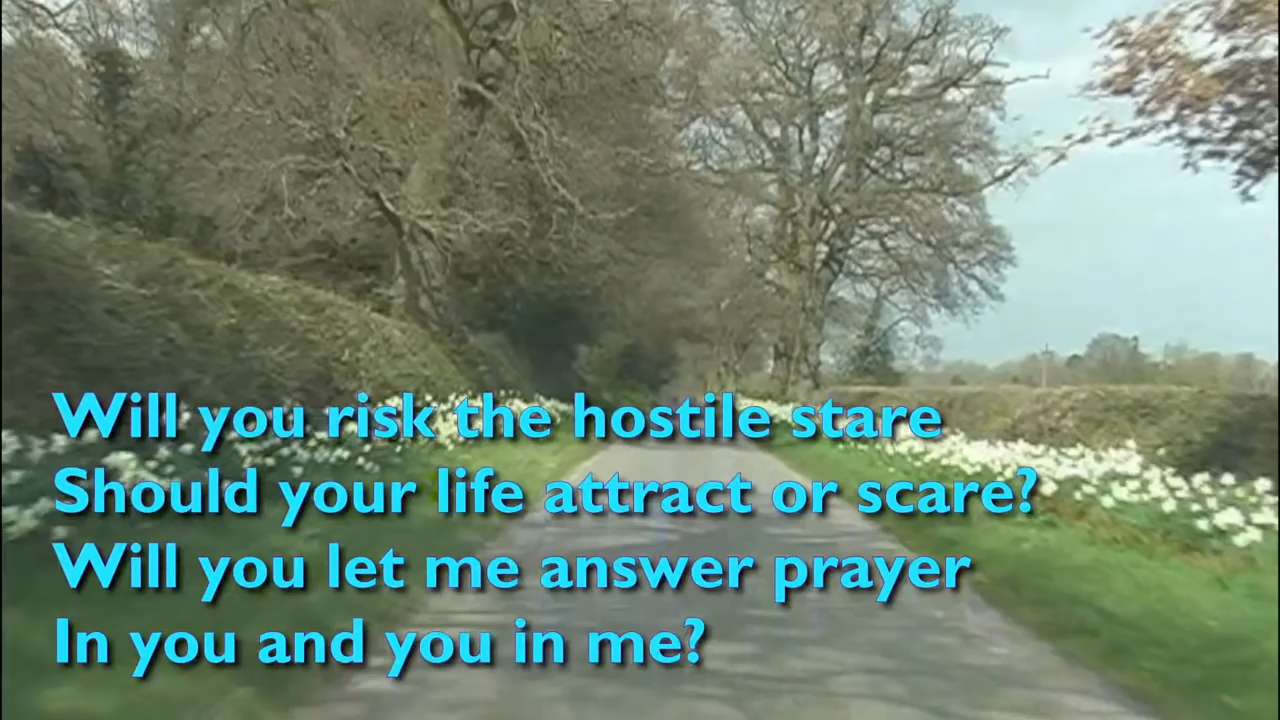 Will you risk the hostile stare
Should your life attract or scare?
Will you let me answer prayer
In you and you in me?